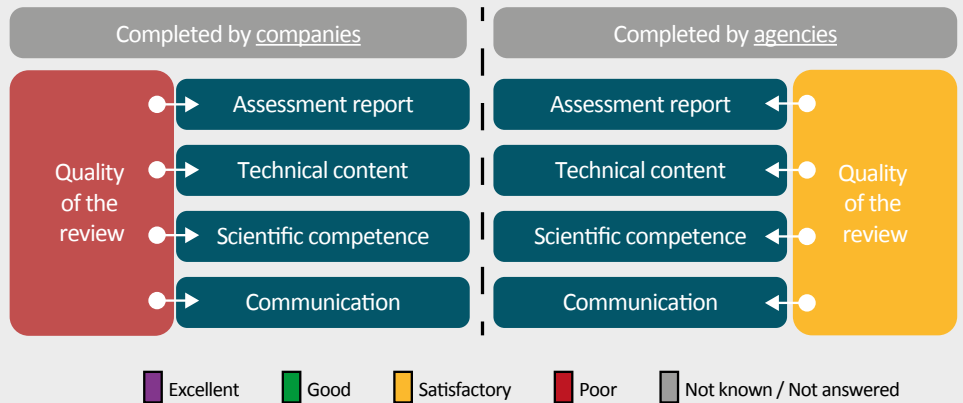 Completed by companies
Completed by agencies
Quality
of the
review
Assessment report
Technical content
Scientific competence
Communication
Assessment report
Technical content
Scientific competence
Communication
Quality
of the
review
Excellent
Good
Satisfactory
Poor
Not known / Not answered